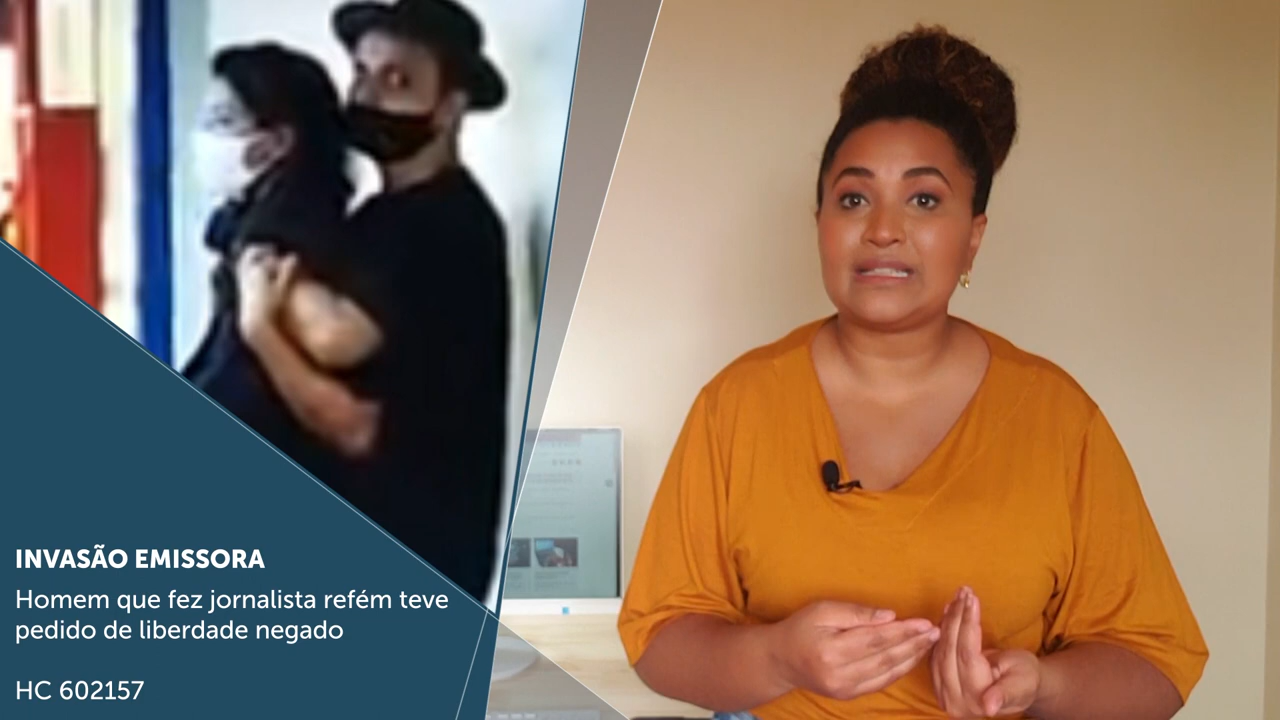 INVASÃO EMISSORA
Homem que fez jornalista refém teve
pedido de liberdade negado
HC 602157